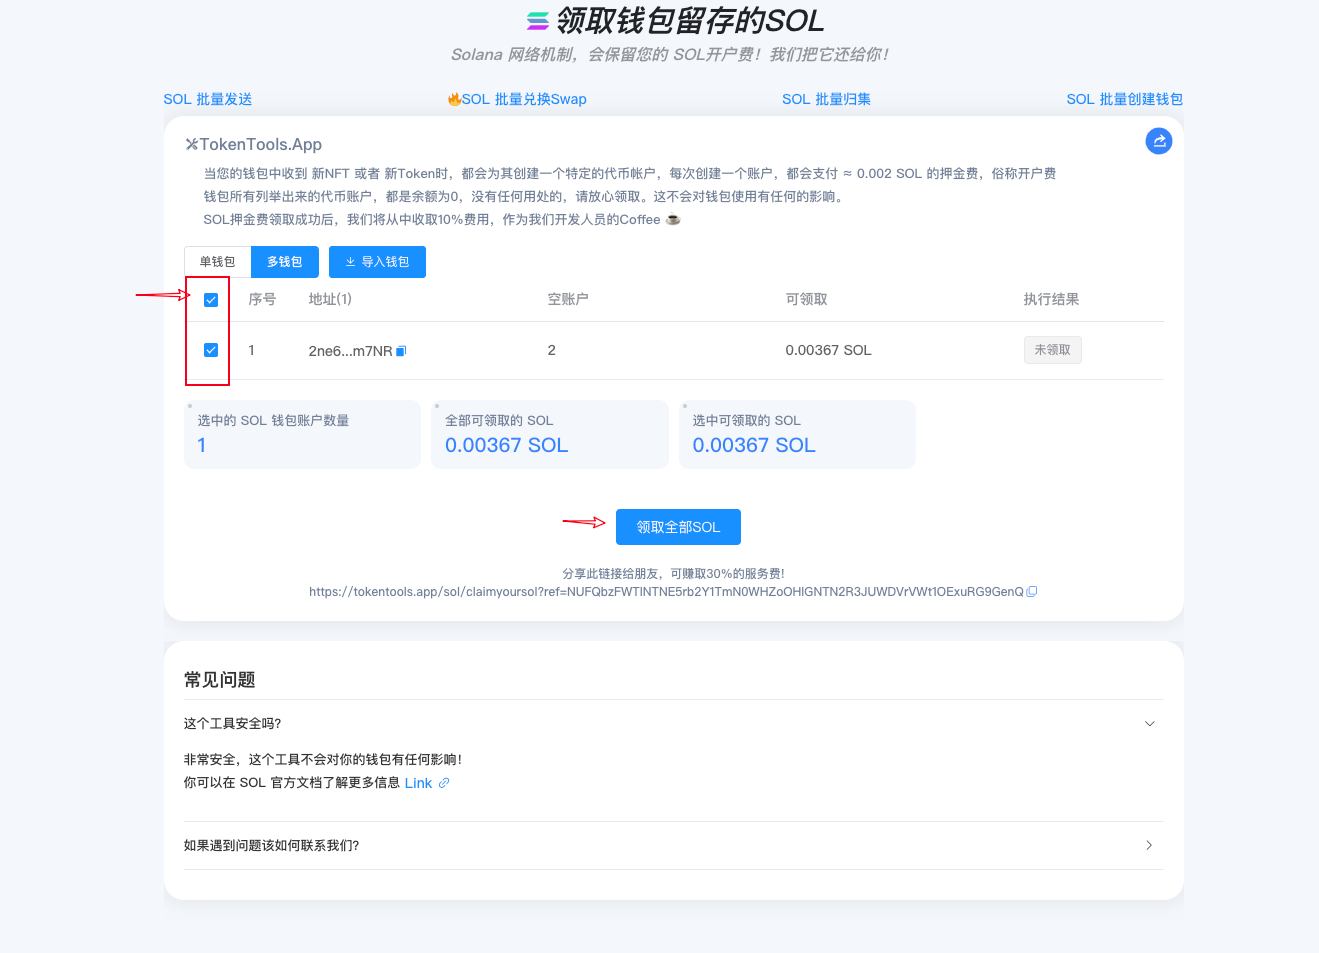 领取钱包留存的SOL
Solana 网络机制，会保留您的 SOL开户费！我们把它还给你！
SOL 批量发送
🔥SOL 批量兑换Swap
SOL 批量归集
SOL 批量创建钱包
TokenTools.App
当您的钱包中收到 新NFT 或者 新Token时，都会为其创建一个特定的代币帐户，每次创建一个账户，都会支付 ≈ 0.002 SOL 的押金费，俗称开户费
钱包所有列举出来的代币账户，都是余额为0，没有任何用处的，请放心领取。这不会对钱包使用有任何的影响。
SOL押金费领取成功后，我们将从中收取10%费用，作为我们开发人员的Coffee ☕
单钱包 多钱包 导入钱包
序号 地址(1) 空账户 可领取 执行结果
1 2ne6...m7NR 2 0.00367 SOL 未领取
选中的 SOL 钱包账户数量
1
全部可领取的 SOL
0.00367 SOL
选中可领取的 SOL
0.00367 SOL
领取全部SOL
分享此链接给朋友，可赚取30%的服务费!
https://tokentools.app/sol/claimyoursol?ref=NUFQbzFWTlNTNE5rb2Y1TmN0WHZoOHlGNTN2R3JUWDVrVWt1OExuRG9GenQ
常见问题
这个工具安全吗?
非常安全，这个工具不会对你的钱包有任何影响！
你可以在 SOL 官方文档了解更多信息 Link
如果遇到问题该如何联系我们?